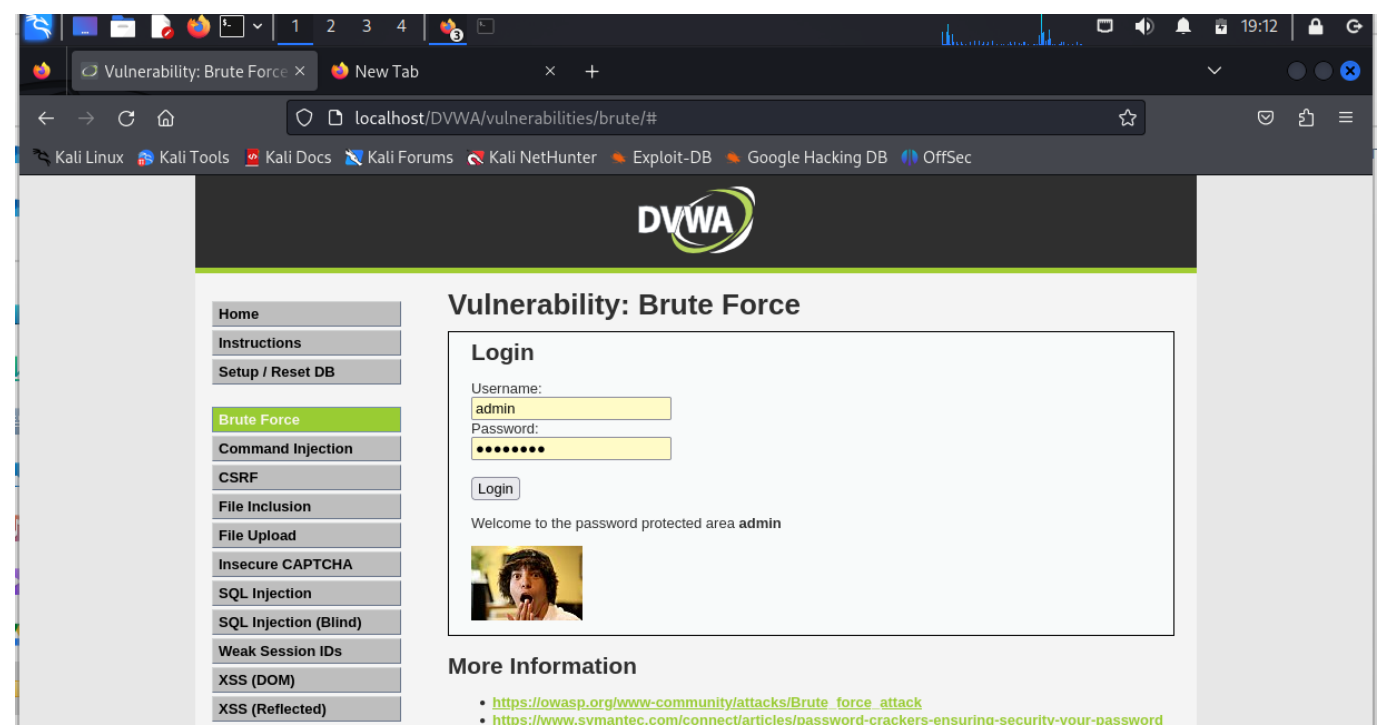 1 2 3 4 3 19:12
Vulnerability: Brute Force New Tab
localhost/DVWA/vulnerabilities/brute/#
Kali Linux Kali Tools Kali Docs Kali Forums Kali NetHunter Exploit-DB Google Hacking DB OffSec
DVWA
Home
Instructions
Setup / Reset DB
Brute Force
Command Injection
CSRF
File Inclusion
File Upload
Insecure CAPTCHA
SQL Injection
SQL Injection (Blind)
Weak Session IDs
XSS (DOM)
XSS (Reflected)
Vulnerability: Brute Force
Login
Username:
admin
Password:
••••••••
Login
Welcome to the password protected area admin
More Information
• https://owasp.org/www-community/attacks/Brute_force_attack
• https://www.symantec.com/connect/articles/password-crackers-ensuring-security-your-password